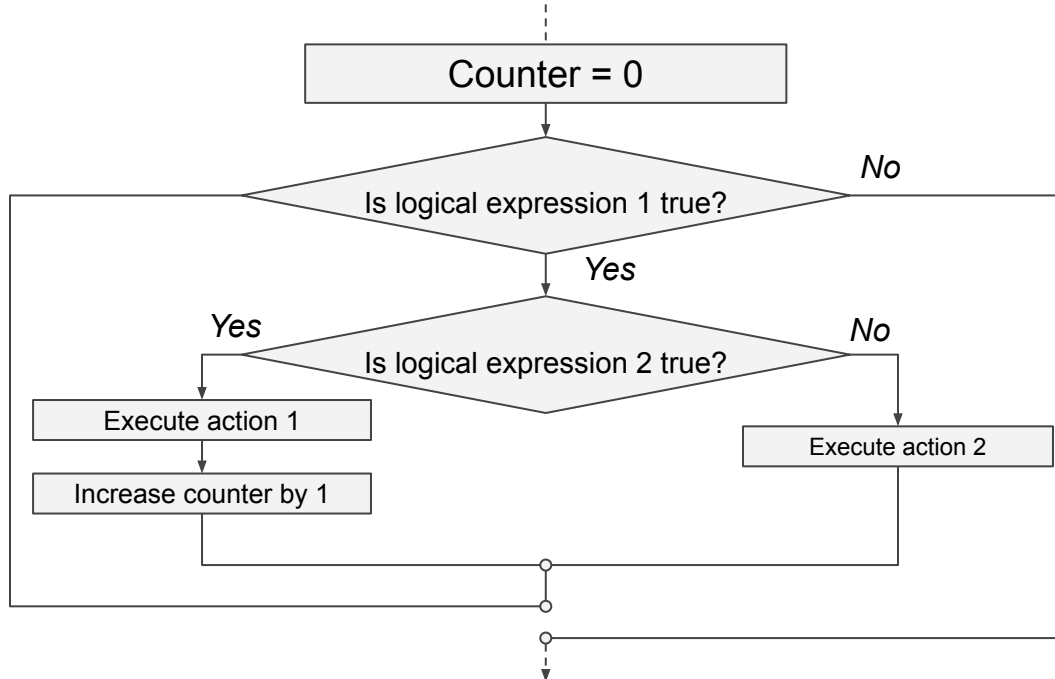 Counter = 0
No
Is logical expression 1 true?
Yes
Yes
No
Is logical expression 2 true?
Execute action 1
Execute action 2
Increase counter by 1